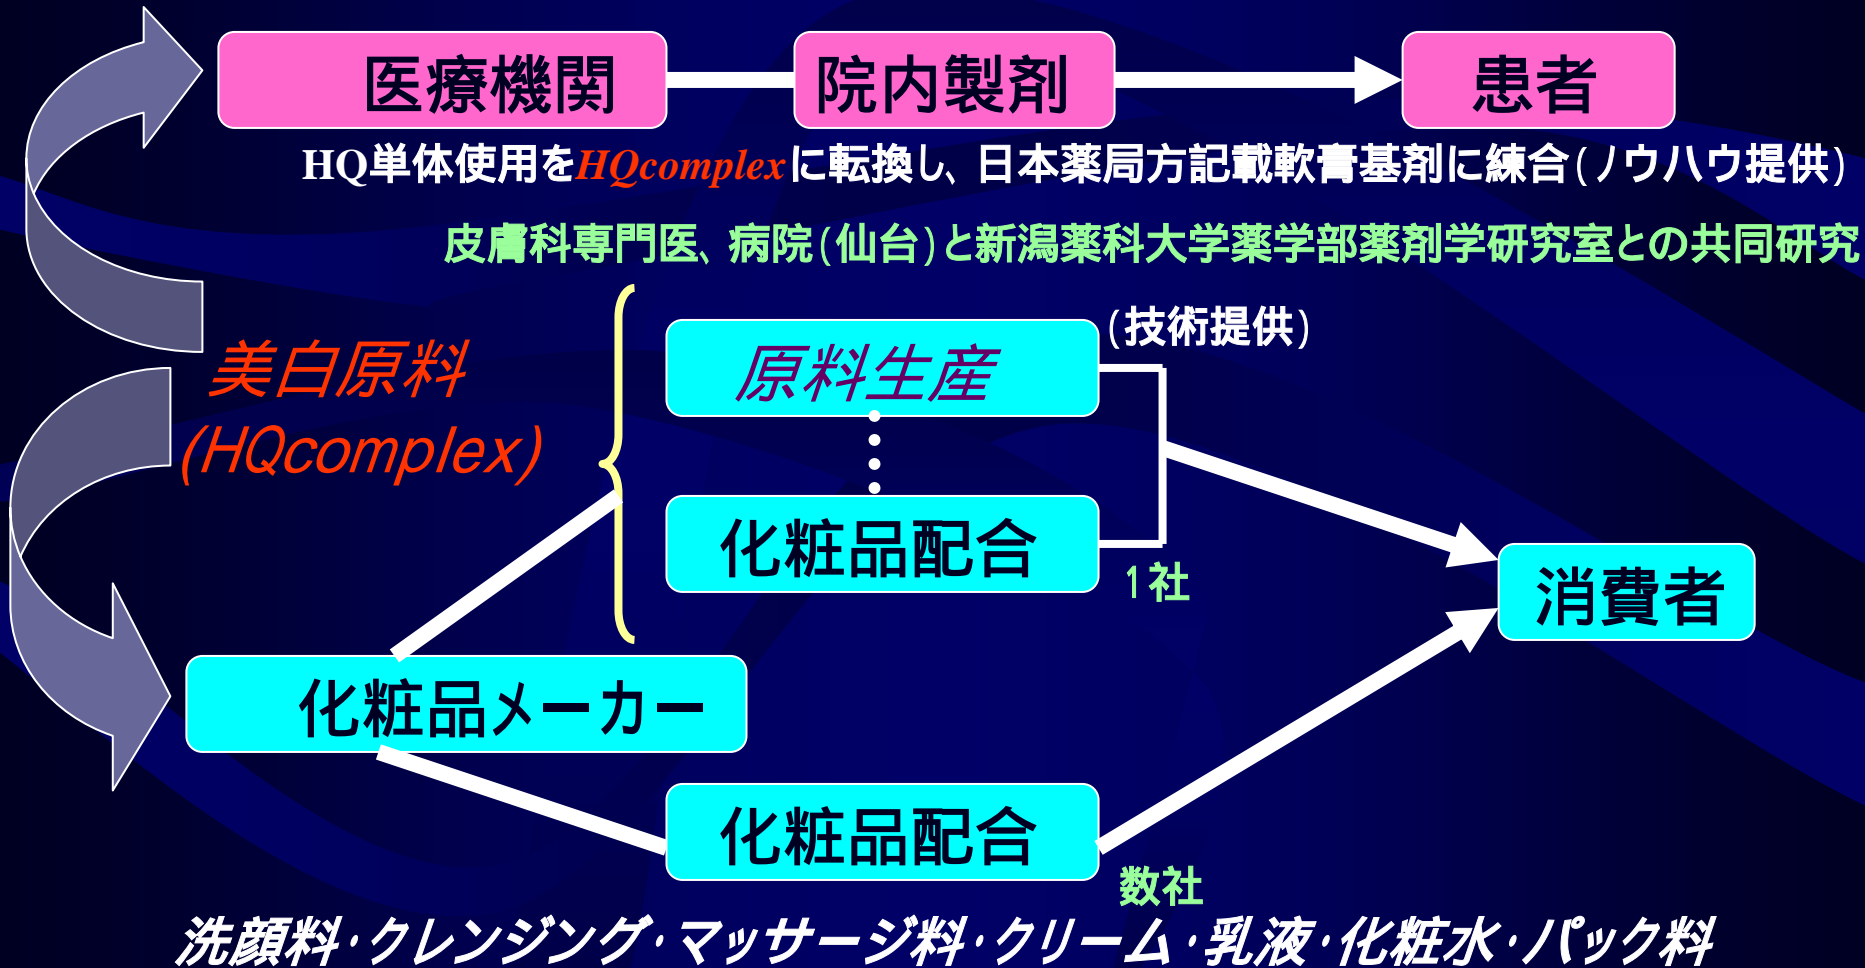 医療機関
院内製剤
患者
HQ単体使用をHQcomplexに転換し、日本薬局方記載軟膏基剤に練合(ノウハウ提供)
皮膚科専門医、病院(仙台)と新潟薬科大学薬学部薬剤学研究室との共同研究
(技術提供)
美白原料
(HQcomplex)
原料生産
化粧品配合
1社
消費者
化粧品メーカー
化粧品配合
数社
洗顔料・クレンジング・マッサージ料・クリーム・乳液・化粧水・パック料